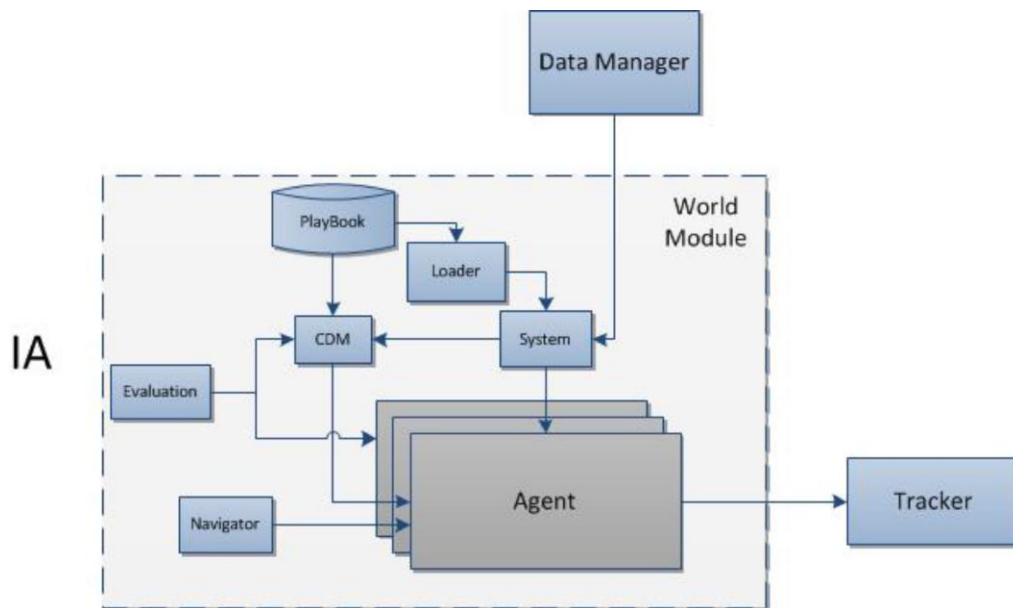 Data Manager
World
Module
PlayBook
Loader
CDM
System
IA
Evaluation
Agent
Tracker
Navigator